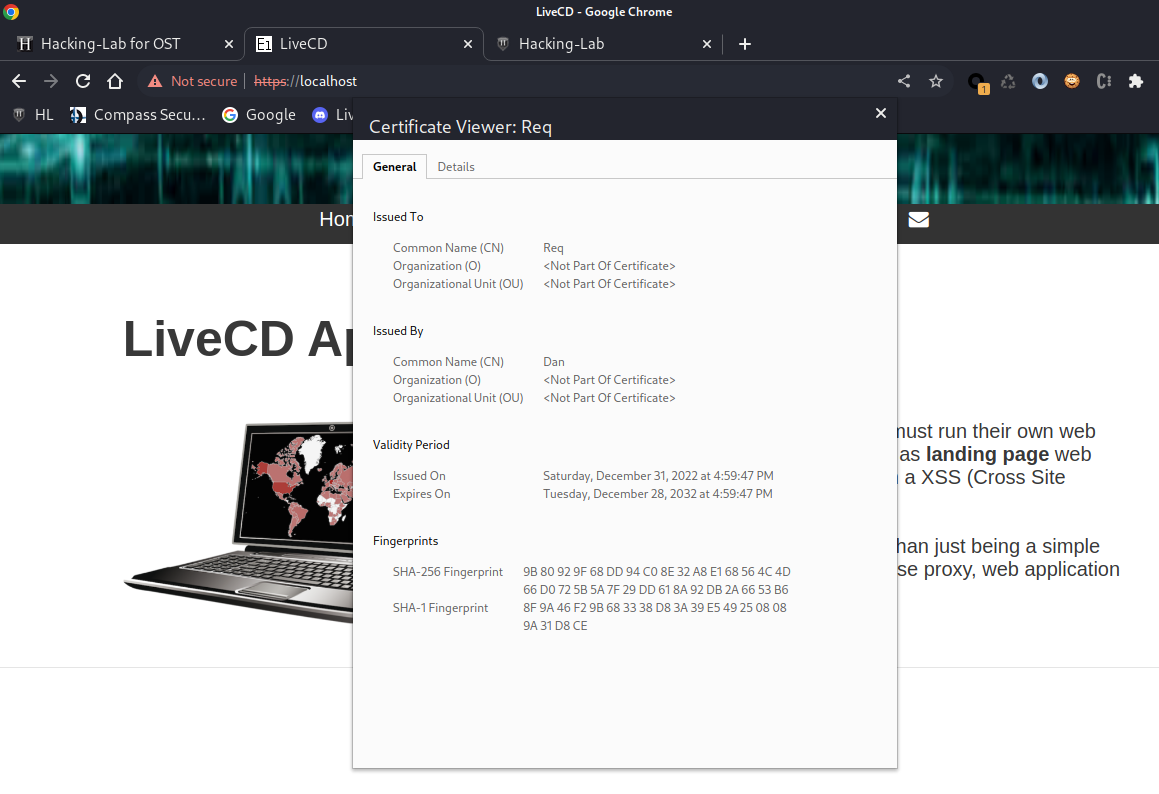 LiveCD - Google Chrome
Hacking-Lab for OST
LiveCD
Hacking-Lab
Not secure https://localhost
1
HL Compass Secu… Google Liv
Certificate Viewer: Req
General Details
Hom
Issued To
Common Name (CN) Req
Organization (O) <Not Part Of Certificate>
Organizational Unit (OU) <Not Part Of Certificate>
LiveCD Ap
Issued By
Common Name (CN) Dan
Organization (O) <Not Part Of Certificate>
Organizational Unit (OU) <Not Part Of Certificate>
must run their own web
as landing page web
a XSS (Cross Site
Validity Period
Issued On Saturday, December 31, 2022 at 4:59:47 PM
Expires On Tuesday, December 28, 2032 at 4:59:47 PM
han just being a simple
se proxy, web application
Fingerprints
SHA-256 Fingerprint 9B 80 92 9F 68 DD 94 C0 8E 32 A8 E1 68 56 4C 4D
66 D0 72 5B 5A 7F 29 DD 61 8A 92 DB 2A 66 53 B6
SHA-1 Fingerprint 8F 9A 46 F2 9B 68 33 38 D8 3A 39 E5 49 25 08 08
9A 31 D8 CE